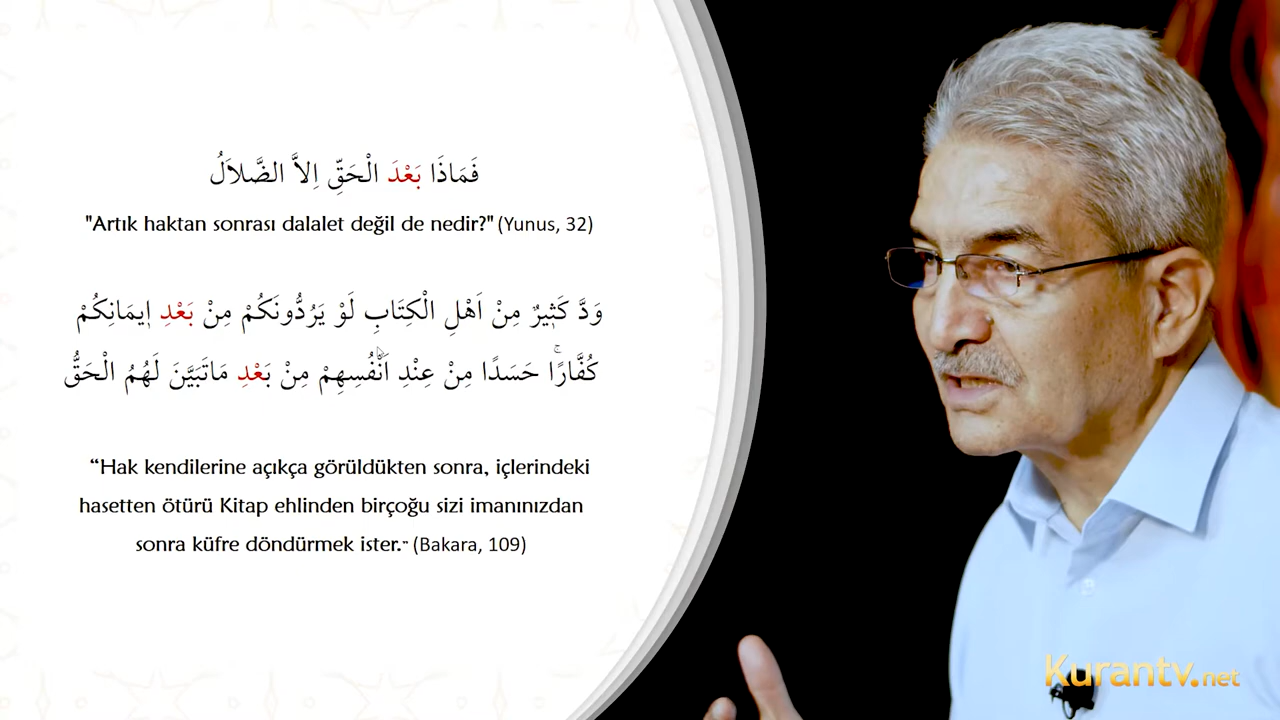 فَمَاذَا بَعْدَ الْحَقِّ اِلاَّ الضَّلاَلُ
"Artık haktan sonrası dalalet değil de nedir?" (Yunus, 32)
وَدَّ كَثٖيرٌ مِنْ اَهْلِ الْكِتَابِ لَوْ يَرُدُّونَكُمْ مِنْ بَعْدِ اٖيمَانِكُمْ
كُفَّارًاۚ حَسَدًا مِنْ عِنْدِ اَنْفُسِهِمْ مِنْ بَعْدِ مَاتَبَيَّنَ لَهُمُ الْحَقُّ
“Hak kendilerine açıkça görüldükten sonra, içlerindeki
hasetten ötürü Kitap ehlinden birçoğu sizi imanınızdan
sonra küfre döndürmek ister.” (Bakara, 109)
Kurantv.net